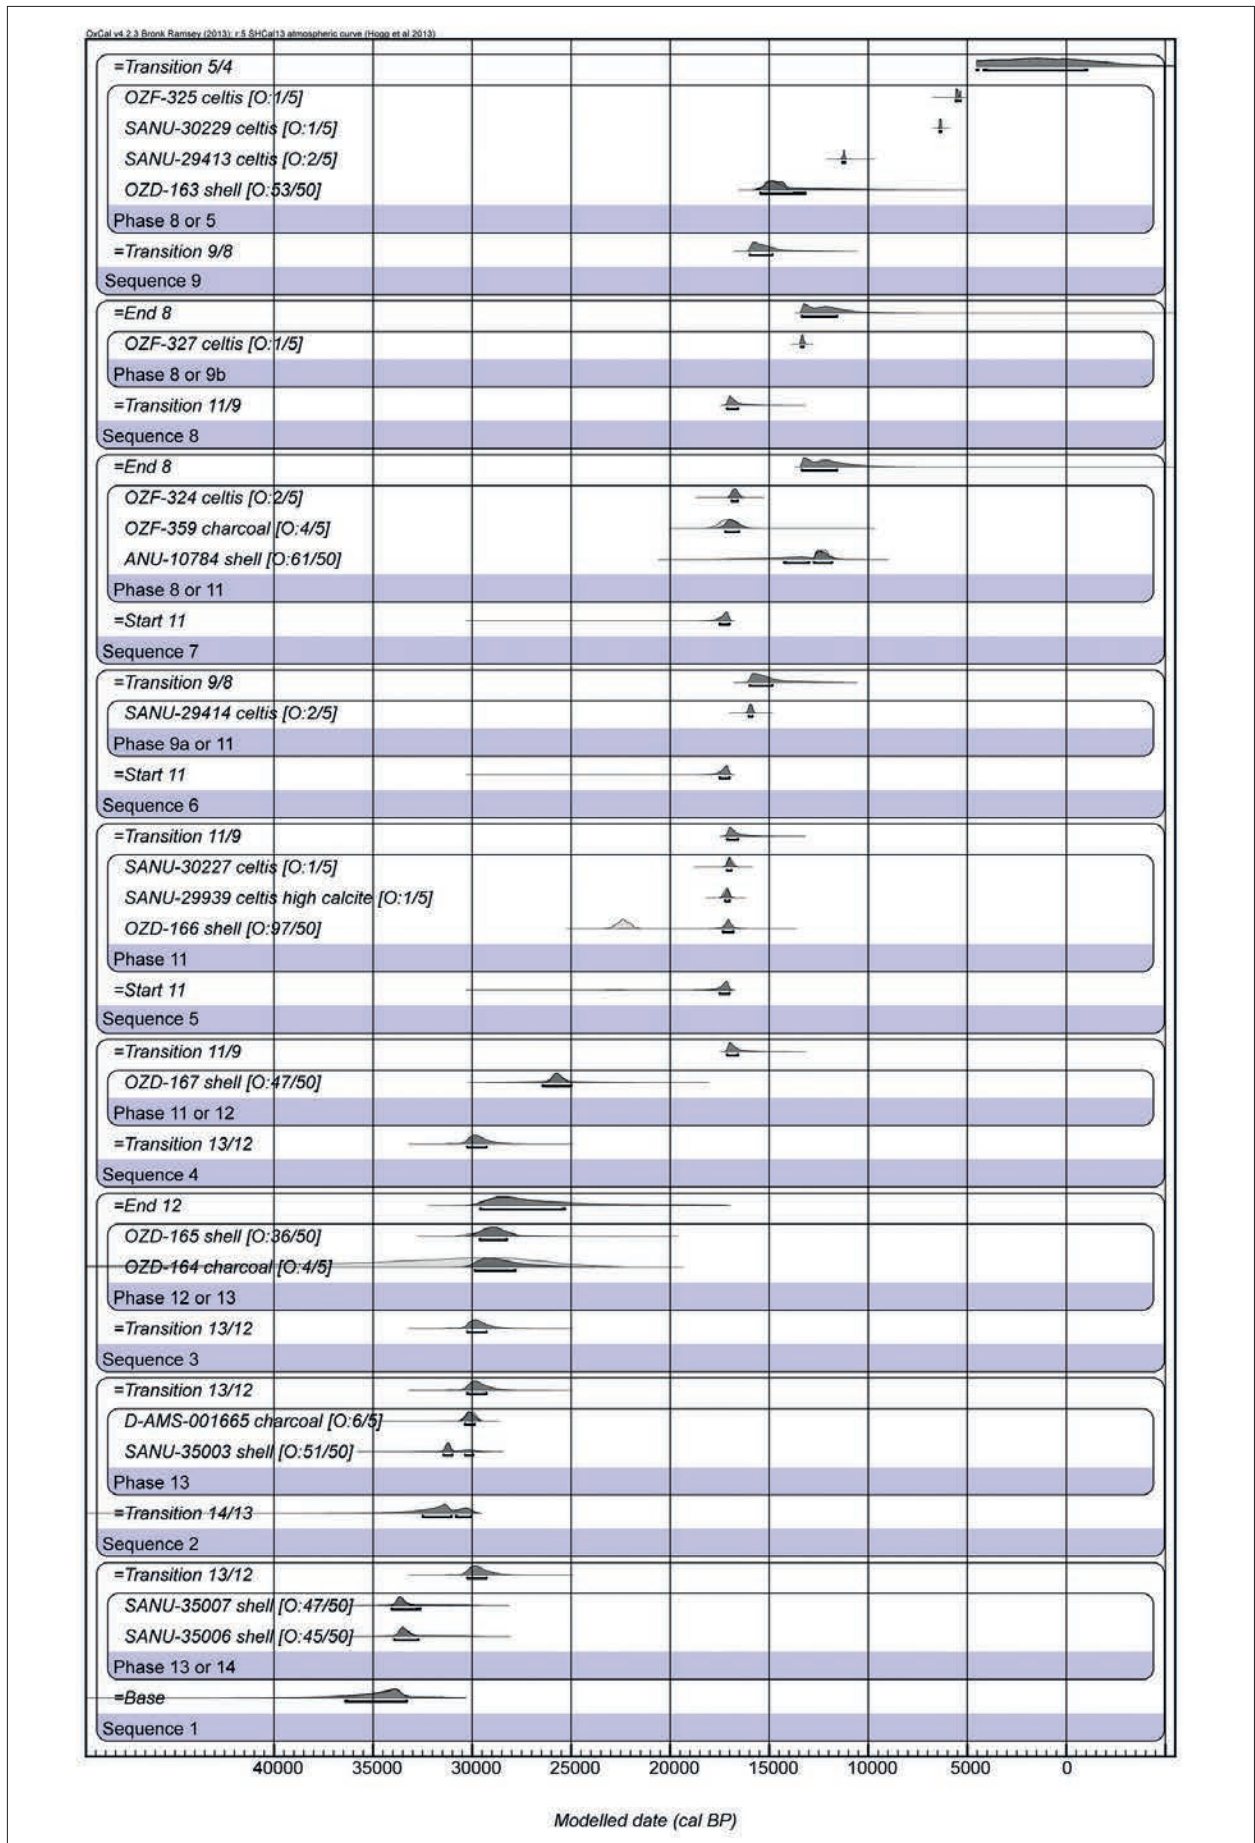 OxCal v4.2.3 Bronk Ramsey (2013); r:5 SHCal13 atmospheric curve (Hogg et al 2013)
=Transition 5/4
OZF-325 celtis [O:1/5]
SANU-30229 celtis [O:1/5]
SANU-29413 celtis [O:2/5]
OZD-163 shell [O:53/50]
Phase 8 or 5
=Transition 9/8
Sequence 9
=End 8
OZF-327 celtis [O:1/5]
Phase 8 or 9b
=Transition 11/9
Sequence 8
=End 8
OZF-324 celtis [O:2/5]
OZF-359 charcoal [O:4/5]
ANU-10784 shell [O:61/50]
Phase 8 or 11
=Start 11
Sequence 7
=Transition 9/8
SANU-29414 celtis [O:2/5]
Phase 9a or 11
=Start 11
Sequence 6
=Transition 11/9
SANU-30227 celtis [O:1/5]
SANU-29939 celtis high calcite [O:1/5]
OZD-166 shell [O:97/50]
Phase 11
=Start 11
Sequence 5
=Transition 11/9
OZD-167 shell [O:47/50]
Phase 11 or 12
=Transition 13/12
Sequence 4
=End 12
OZD-165 shell [O:36/50]
OZD-164 charcoal [O:4/5]
Phase 12 or 13
=Transition 13/12
Sequence 3
=Transition 13/12
D-AMS-001665 charcoal [O:6/5]
SANU-35003 shell [O:51/50]
Phase 13
=Transition 14/13
Sequence 2
=Transition 13/12
SANU-35007 shell [O:47/50]
SANU-35006 shell [O:45/50]
Phase 13 or 14
=Base
Sequence 1
40000 35000 30000 25000 20000 15000 10000 5000 0
Modelled date (cal BP)